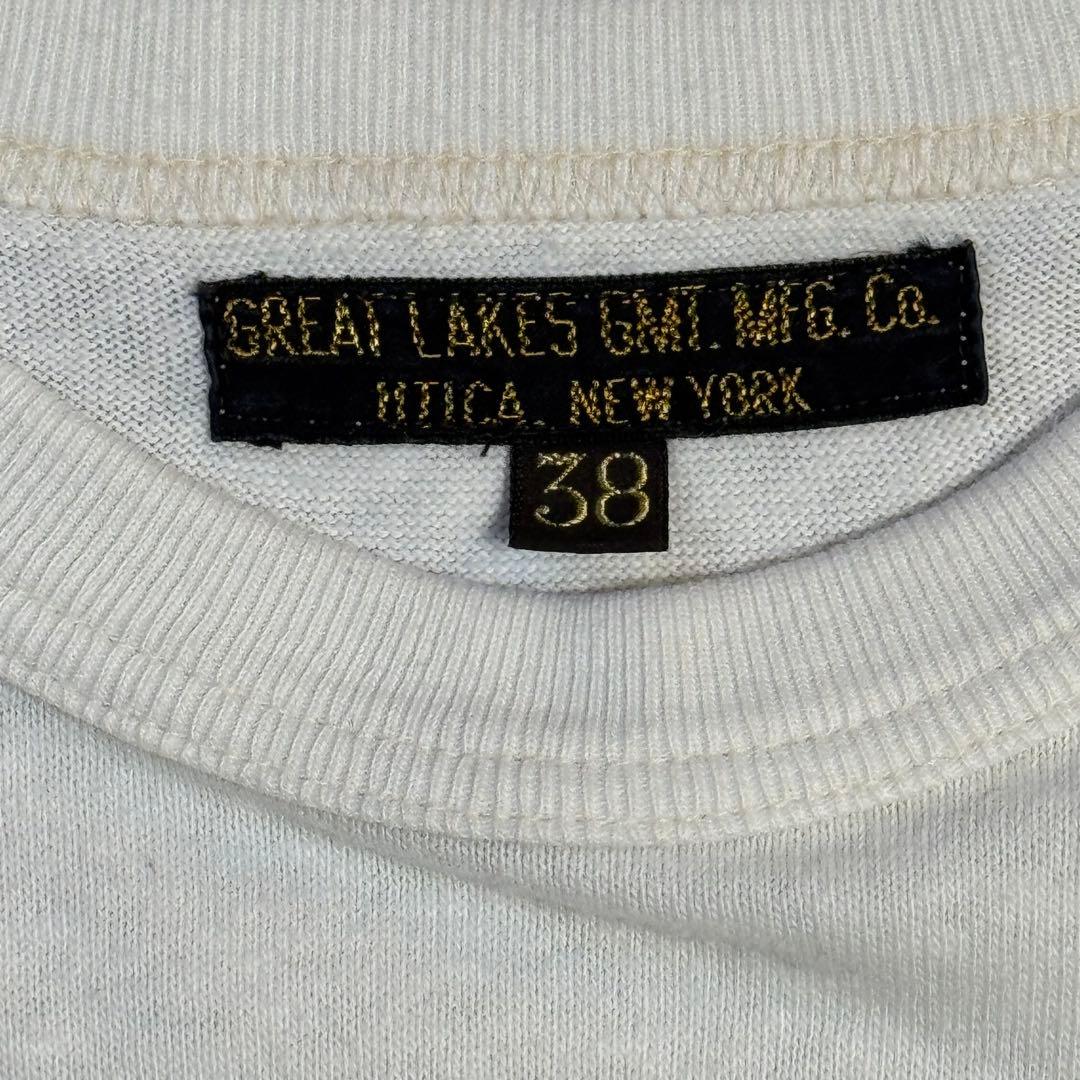 GREAT LAKES GMT. MFG. Co.
UTICA, NEW YORK
38